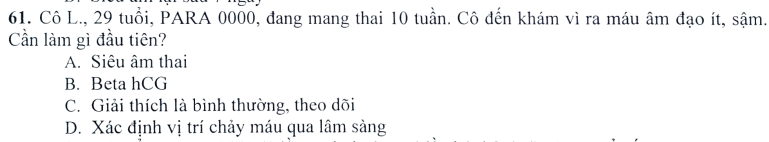 61. Cô L., 29 tuổi, PARA 0000, đang mang thai 10 tuần. Cô đến khám vì ra máu âm đạo ít, sậm.
Cần làm gì đầu tiên?
A. Siêu âm thai
B. Beta hCG
C. Giải thích là bình thường, theo dõi
D. Xác định vị trí chảy máu qua lâm sàng